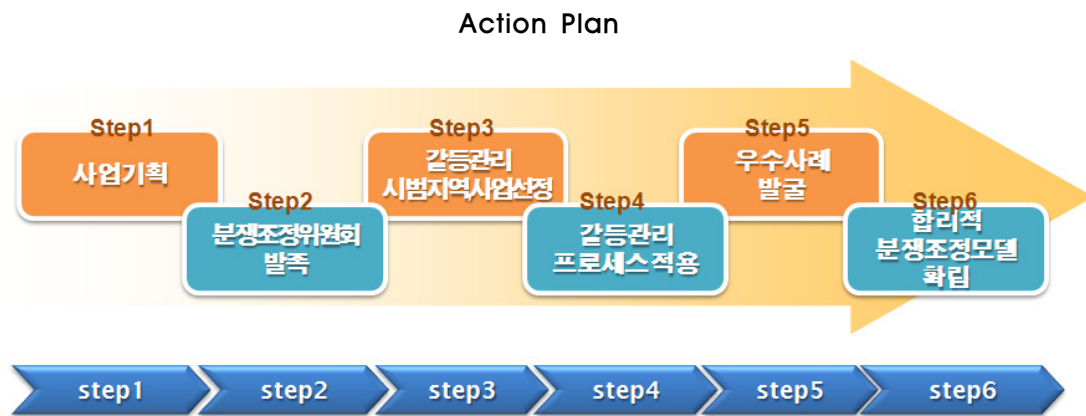 Action Plan
Step1
사업기획
Step2
분쟁조정위원회
발족
Step3
갈등관리
시범지역,사업선정
Step4
갈등관리
프로세스 적용
Step5
우수사례
발굴
Step6
합리적
분쟁조정모델
확립
step1
step2
step3
step4
step5
step6